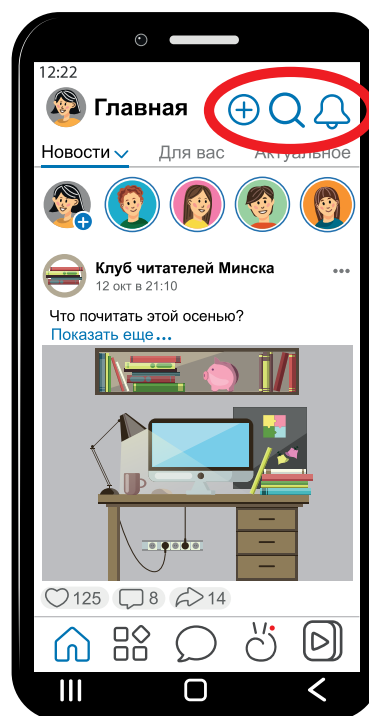 12:22
Главная
Новости Для вас Актуальное
Клуб читателей Минска
12 окт в 21:10
Что почитать этой осенью?
Показать еще...
125 8 14